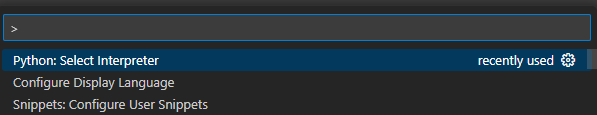 >
Python: Select Interpreter recently used
Configure Display Language
Snippets: Configure User Snippets